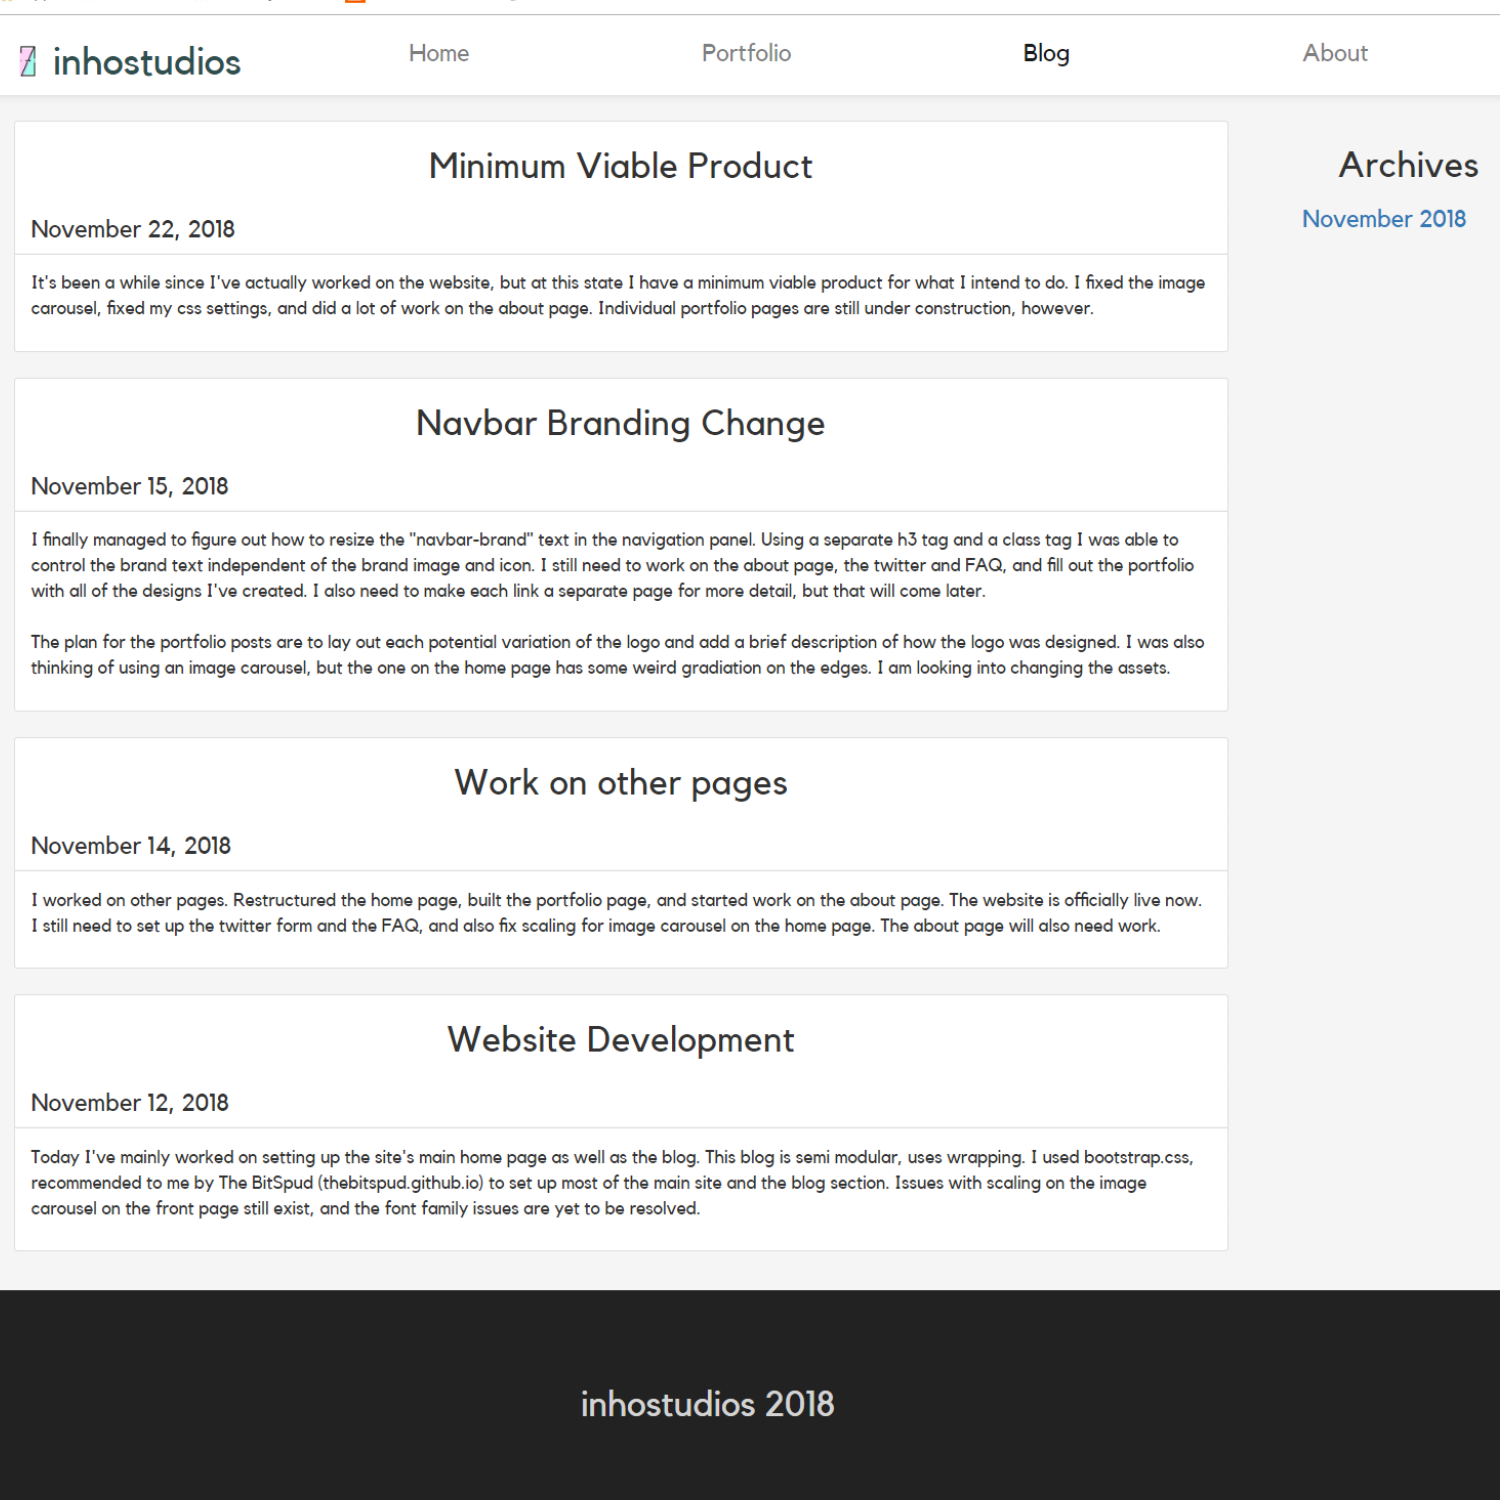 inhostudios
Home
Portfolio
Blog
About
Minimum Viable Product
November 22, 2018
It's been a while since I've actually worked on the website, but at this state I have a minimum viable product for what I intend to do. I fixed the image
carousel, fixed my css settings, and did a lot of work on the about page. Individual portfolio pages are still under construction, however.
Navbar Branding Change
November 15, 2018
I finally managed to figure out how to resize the "navbar-brand" text in the navigation panel. Using a separate h3 tag and a class tag I was able to
control the brand text independent of the brand image and icon. I still need to work on the about page, the twitter and FAQ, and fill out the portfolio
with all of the designs I've created. I also need to make each link a separate page for more detail, but that will come later.
The plan for the portfolio posts are to lay out each potential variation of the logo and add a brief description of how the logo was designed. I was also
thinking of using an image carousel, but the one on the home page has some weird gradiation on the edges. I am looking into changing the assets.
Work on other pages
November 14, 2018
I worked on other pages. Restructured the home page, built the portfolio page, and started work on the about page. The website is officially live now.
I still need to set up the twitter form and the FAQ, and also fix scaling for image carousel on the home page. The about page will also need work.
Website Development
November 12, 2018
Today I've mainly worked on setting up the site's main home page as well as the blog. This blog is semi modular, uses wrapping. I used bootstrap.css,
recommended to me by The BitSpud (thebitspud.github.io) to set up most of the main site and the blog section. Issues with scaling on the image
carousel on the front page still exist, and the font family issues are yet to be resolved.
Archives
November 2018
inhostudios 2018